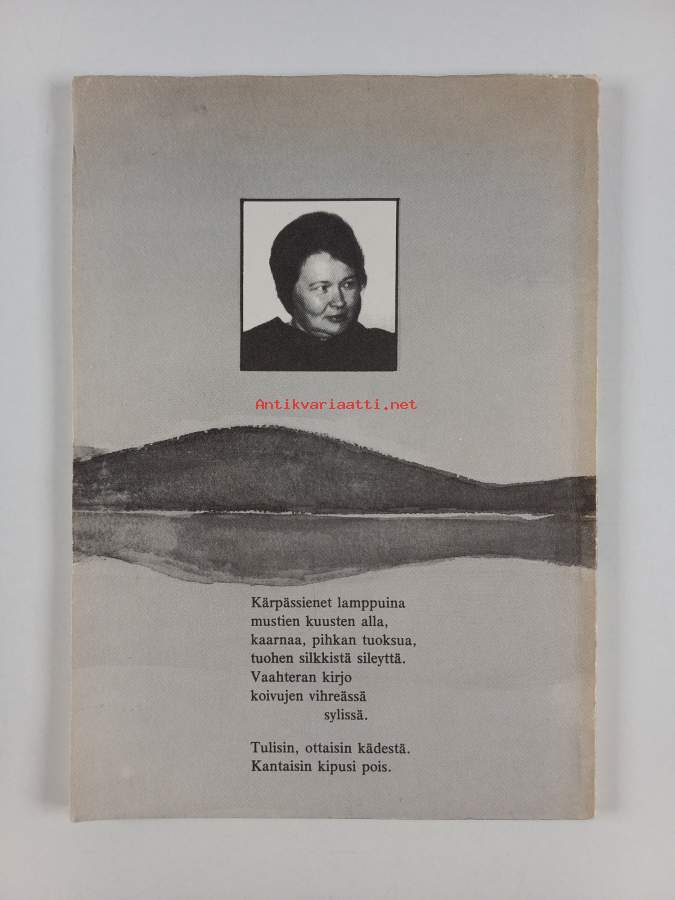 Antikvariaatti.net
Kärpässienet lamppuina
mustien kuusten alla,
kaarnaa, pihkan tuoksua,
tuohen silkkistä sileyttä.
Vaahteran kirjo
koivujen vihreässä
sylissä.
Tulisin, ottaisin kädestä.
Kantaisin kipusi pois.